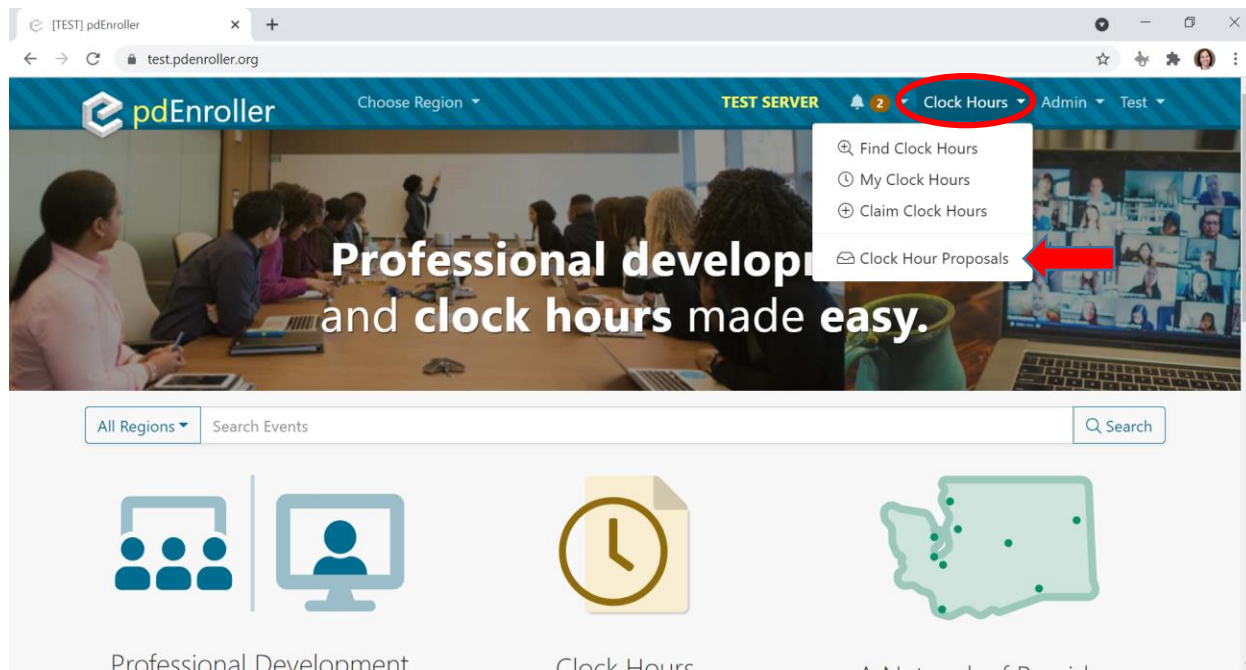 [TEST] pdEnroller
test.pdenroller.org
pdEnroller
Choose Region
TEST SERVER
2
Clock Hours
Admin
Test
Find Clock Hours
My Clock Hours
Claim Clock Hours
Clock Hour Proposals
Professional develop
and clock hours made easy.
All Regions
Search Events
Search
Professional Development
Clock Hours